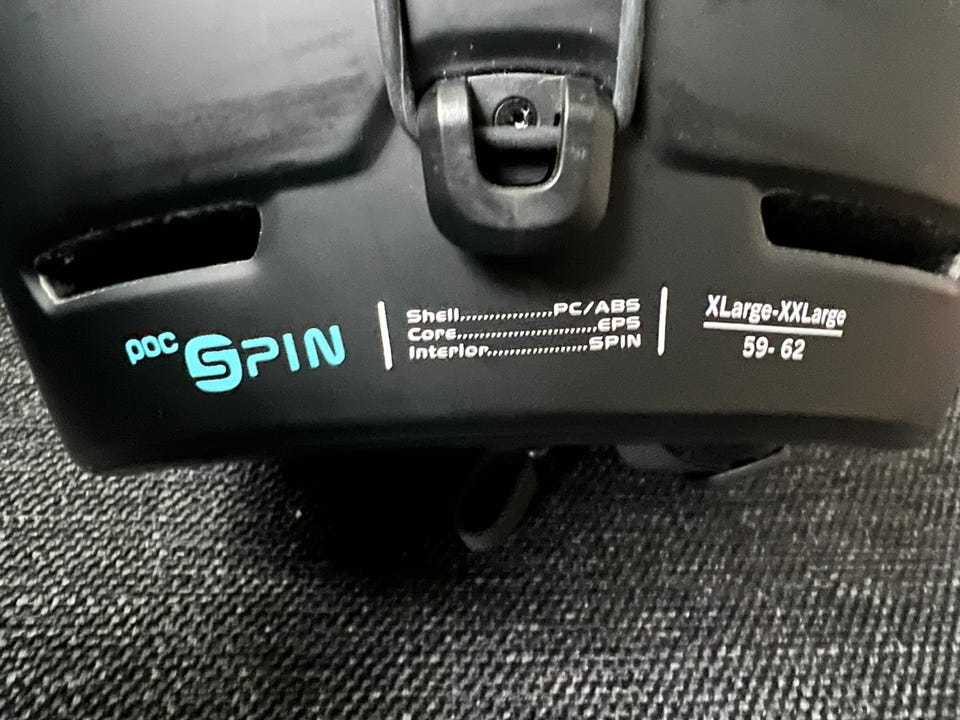 POC SPIN
Shell.................PC/ABS
Core..........................EPS
Interior...................SPIN
XLarge-XXLarge
59- 62